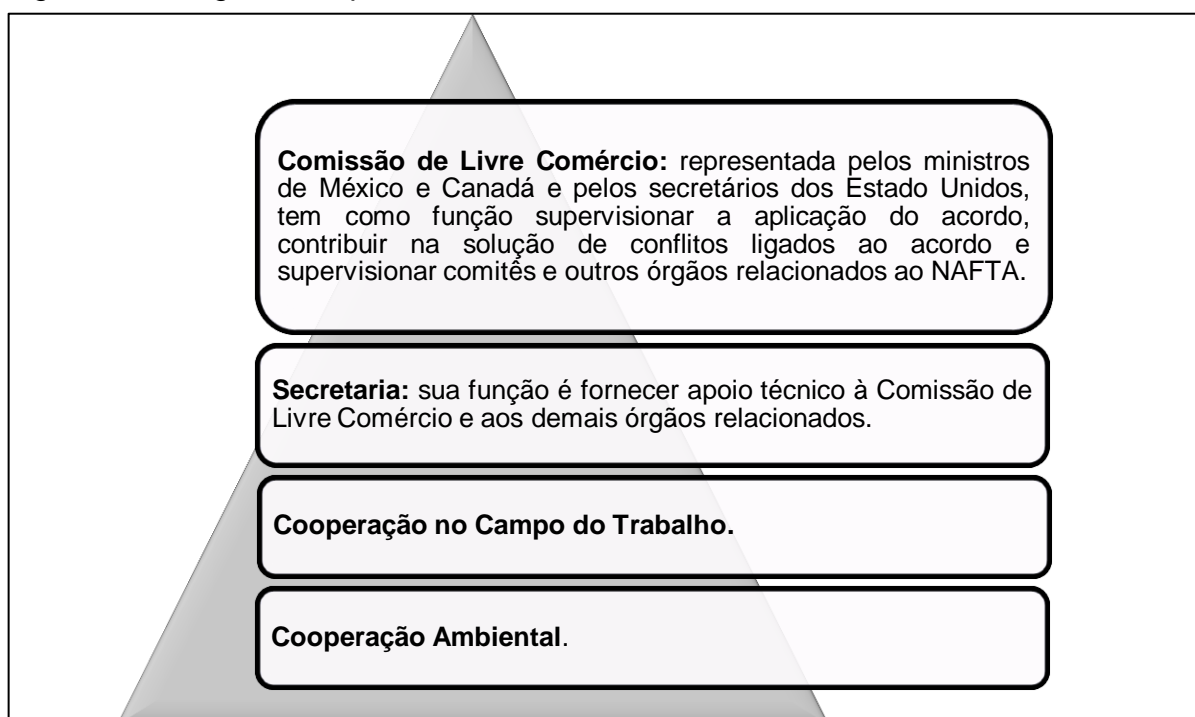 Comissão de Livre Comércio: representada pelos ministros
de México e Canadá e pelos secretários dos Estado Unidos,
tem como função supervisionar a aplicação do acordo,
contribuir na solução de conflitos ligados ao acordo e
supervisionar comitês e outros órgãos relacionados ao NAFTA.
Secretaria: sua função é fornecer apoio técnico à Comissão de
Livre Comércio e aos demais órgãos relacionados.
Cooperação no Campo do Trabalho.
Cooperação Ambiental.